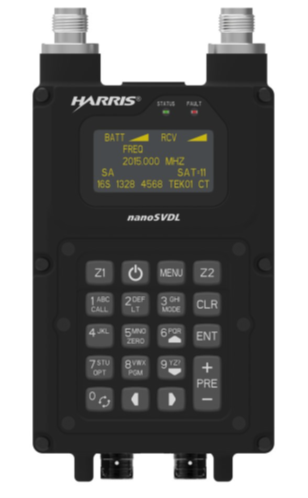 HARRIS®
STATUS FAULT
BATT RCV
FREQ
2015.000 MHZ
SA SAT=11
16S 1328 4568 TEK01 CT
nanoSVDL
Z1 MENU Z2
1 ABC CALL 2 DEF LT 3 GHI MODE CLR
4 JKL 5 MNO ZERO 6 PQR ENT
7 STU OPT 8 VWX PGM 9 YZ? + PRE −
0